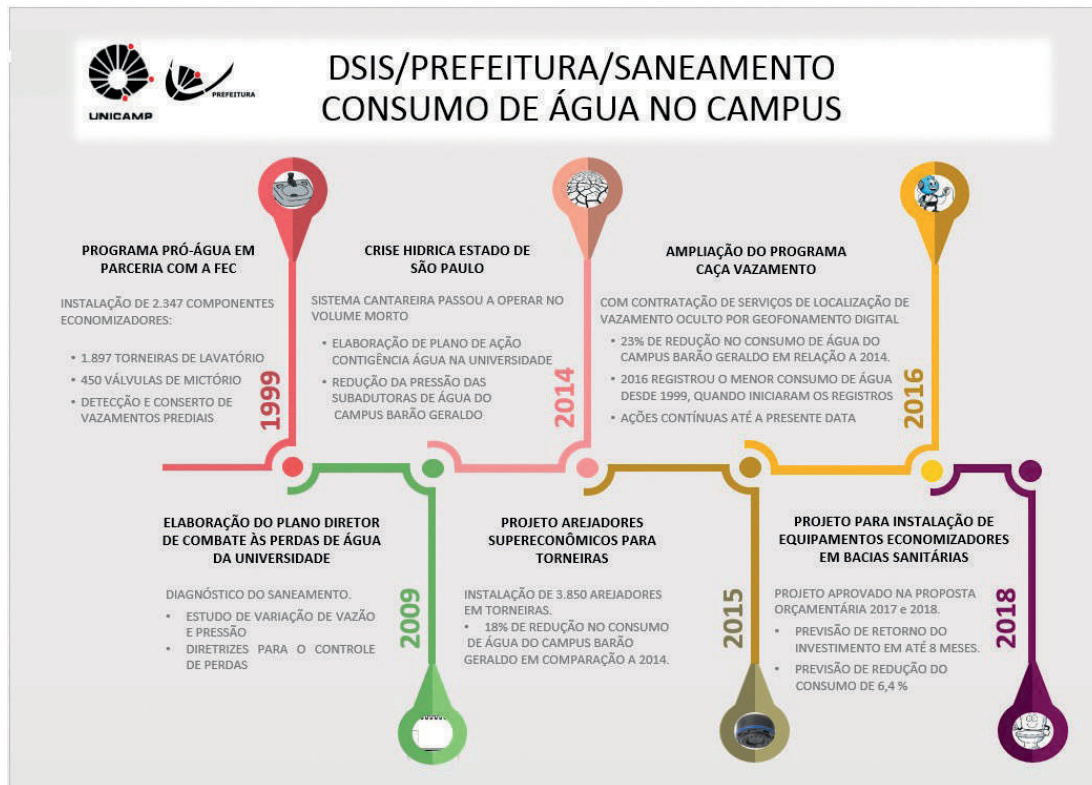 UNICAMP
PREFEITURA
DSIS/PREFEITURA/SANEAMENTO
CONSUMO DE ÁGUA NO CAMPUS
PROGRAMA PRÓ-ÁGUA EM
PARCERIA COM A FEC
INSTALAÇÃO DE 2.347 COMPONENTES
ECONOMIZADORES:
• 1.897 TORNEIRAS DE LAVATÓRIO
• 450 VÁLVULAS DE MICTÓRIO
• DETECÇÃO E CONSERTO DE
VAZAMENTOS PREDIAIS
1999
CRISE HIDRICA ESTADO DE
SÃO PAULO
SISTEMA CANTAREIRA PASSOU A OPERAR NO
VOLUME MORTO
• ELABORAÇÃO DE PLANO DE AÇÃO
CONTIGÊNCIA ÁGUA NA UNIVERSIDADE
• REDUÇÃO DA PRESSÃO DAS
SUBADUTORAS DE ÁGUA DO
CAMPUS BARÃO GERALDO
2014
AMPLIAÇÃO DO PROGRAMA
CAÇA VAZAMENTO
COM CONTRATAÇÃO DE SERVIÇOS DE LOCALIZAÇÃO DE
VAZAMENTO OCULTO POR GEOFONAMENTO DIGITAL
• 23% DE REDUÇÃO NO CONSUMO DE ÁGUA DO
CAMPUS BARÃO GERALDO EM RELAÇÃO A 2014.
• 2016 REGISTROU O MENOR CONSUMO DE ÁGUA
DESDE 1999, QUANDO INICIARAM OS REGISTROS
• AÇÕES CONTÍNUAS ATÉ A PRESENTE DATA
2016
ELABORAÇÃO DO PLANO DIRETOR
DE COMBATE ÀS PERDAS DE ÁGUA
DA UNIVERSIDADE
DIAGNÓSTICO DO SANEAMENTO.
• ESTUDO DE VARIAÇÃO DE VAZÃO
E PRESSÃO
• DIRETRIZES PARA O CONTROLE
DE PERDAS
2009
PROJETO AREJADORES
SUPERECONÔMICOS PARA
TORNEIRAS
INSTALAÇÃO DE 3.850 AREJADORES
EM TORNEIRAS.
• 18% DE REDUÇÃO NO CONSUMO
DE ÁGUA DO CAMPUS BARÃO
GERALDO EM COMPARAÇÃO A 2014.
2015
PROJETO PARA INSTALAÇÃO DE
EQUIPAMENTOS ECONOMIZADORES
EM BACIAS SANITÁRIAS
PROJETO APROVADO NA PROPOSTA
ORÇAMENTÁRIA 2017 e 2018.
• PREVISÃO DE RETORNO DO
INVESTIMENTO EM ATÉ 8 MESES.
• PREVISÃO DE REDUÇÃO DO
CONSUMO DE 6,4 %
2018